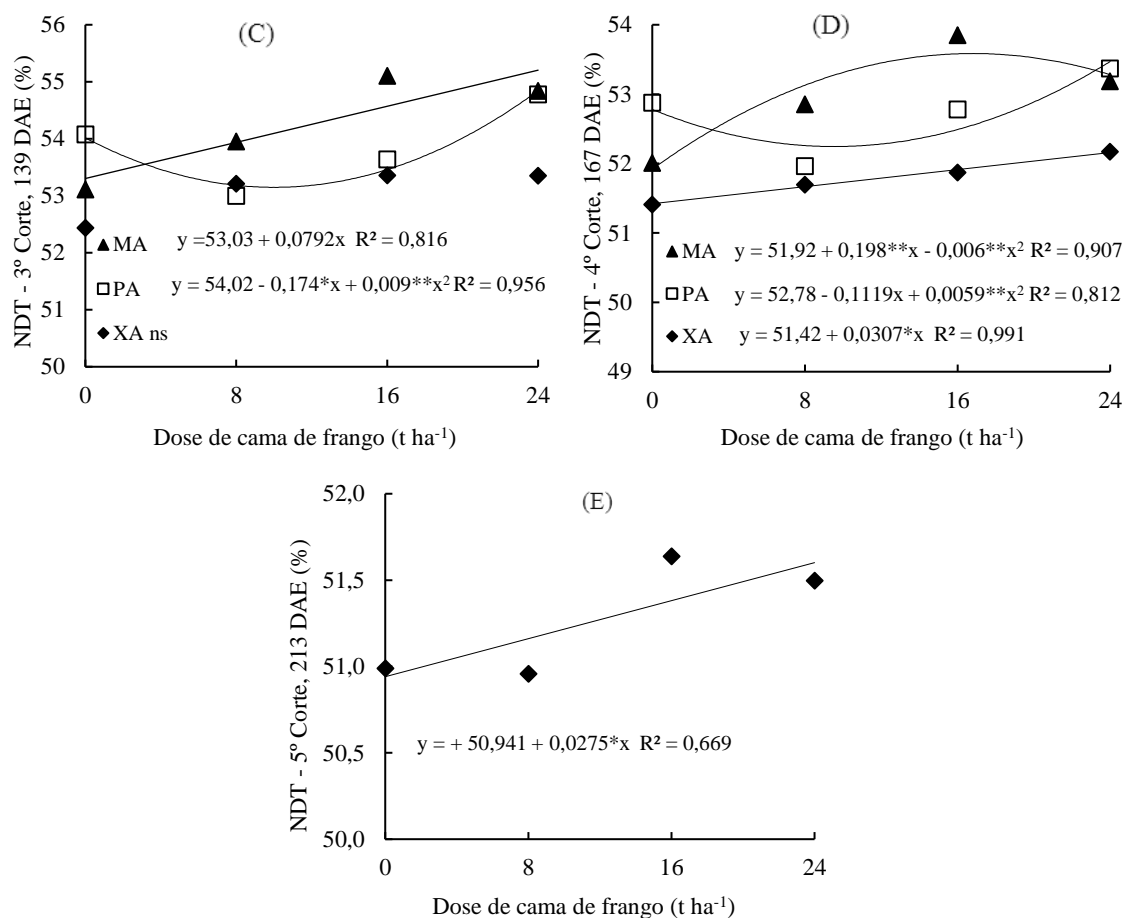 (C)
NDT - 3º Corte, 139 DAE (%)
56
55
54
53
52
51
50
MA y =53,03 + 0,0792x R² = 0,816
PA y = 54,02 - 0,174*x + 0,009**x² R² = 0,956
XA ns
0 8 16 24
Dose de cama de frango (t ha⁻¹)
(D)
NDT - 4º Corte, 167 DAE (%)
54
53
52
51
50
49
MA y = 51,92 + 0,198**x - 0,006**x² R² = 0,907
PA y = 52,78 - 0,1119x + 0,0059**x² R² = 0,812
XA y = 51,42 + 0,0307*x R² = 0,991
0 8 16 24
Dose de cama de frango (t ha⁻¹)
(E)
NDT - 5º Corte, 213 DAE (%)
52,0
51,5
51,0
50,5
50,0
y = + 50,941 + 0,0275*x R² = 0,669
0 8 16 24
Dose de cama de frango (t ha⁻¹)